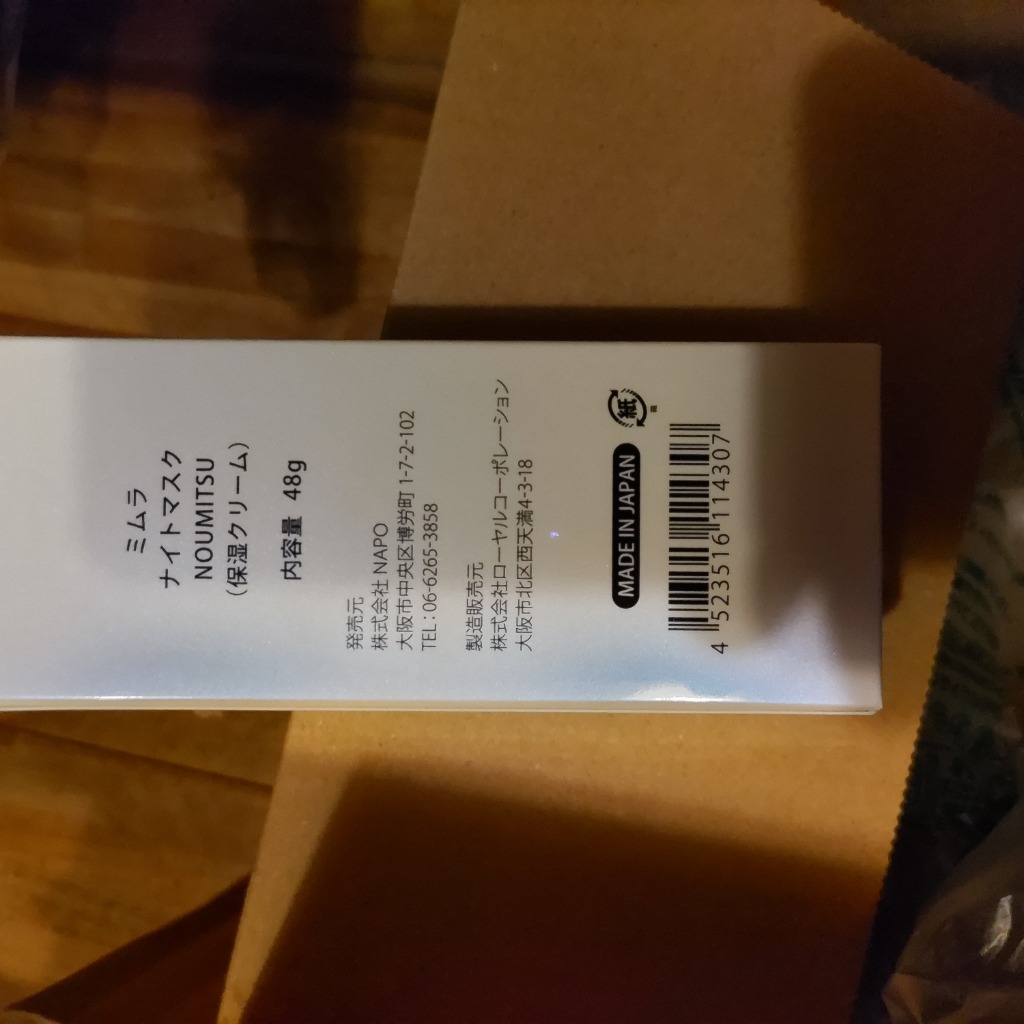 ミムラ
ナイトマスク
NOUMITSU
(保湿クリーム)
内容量 48g
発売元
株式会社 NAPO
大阪市中央区博労町 1-7-2-102
TEL : 06-6265-3858
製造販売元
株式会社ローヤルコーポレーション
大阪市北区西天満4-3-18
MADE IN JAPAN
紙
4 523516 114307